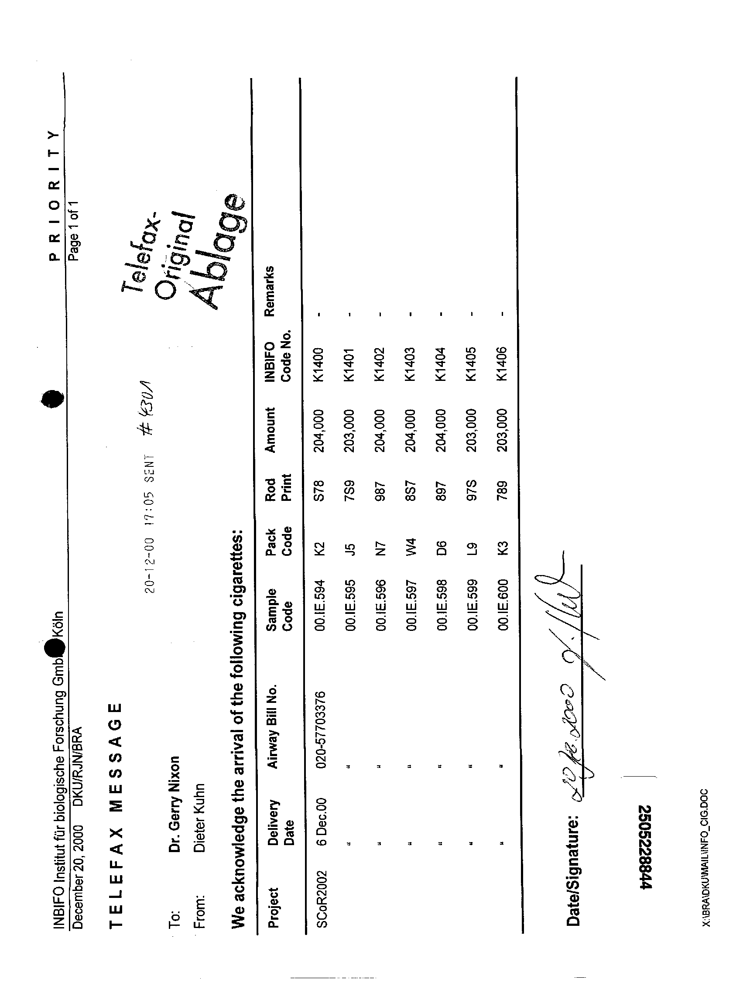 INBIFO Institut für biologische Forschung GmbH Köln P R I O R I T Y
December 20, 2000 DKU/RJN/BRA Page 1 of 1
T E L E F A X M E S S A G E
20-12-00 17:05 SENT # 4301
Telefax-
Original
Ablage
To: Dr. Gerry Nixon
From: Dieter Kuhn
We acknowledge the arrival of the following cigarettes:
Project Delivery Date Airway Bill No. Sample Code Pack Code Rod Print Amount INBIFO Code No. Remarks
SCoR2002 6 Dec.00 020-57703376 00.IE.594 K2 S78 204,000 K1400 -
" " 00.IE.595 J5 7S9 203,000 K1401 -
" " 00.IE.596 N7 987 204,000 K1402 -
" " 00.IE.597 W4 8S7 204,000 K1403 -
" " 00.IE.598 D6 897 204,000 K1404 -
" " 00.IE.599 L9 97S 203,000 K1405 -
" " 00.IE.600 K3 789 203,000 K1406 -
Date/Signature:
2505228844
X:\BRA\DKU\MAIL\INFO_CIG.DOC